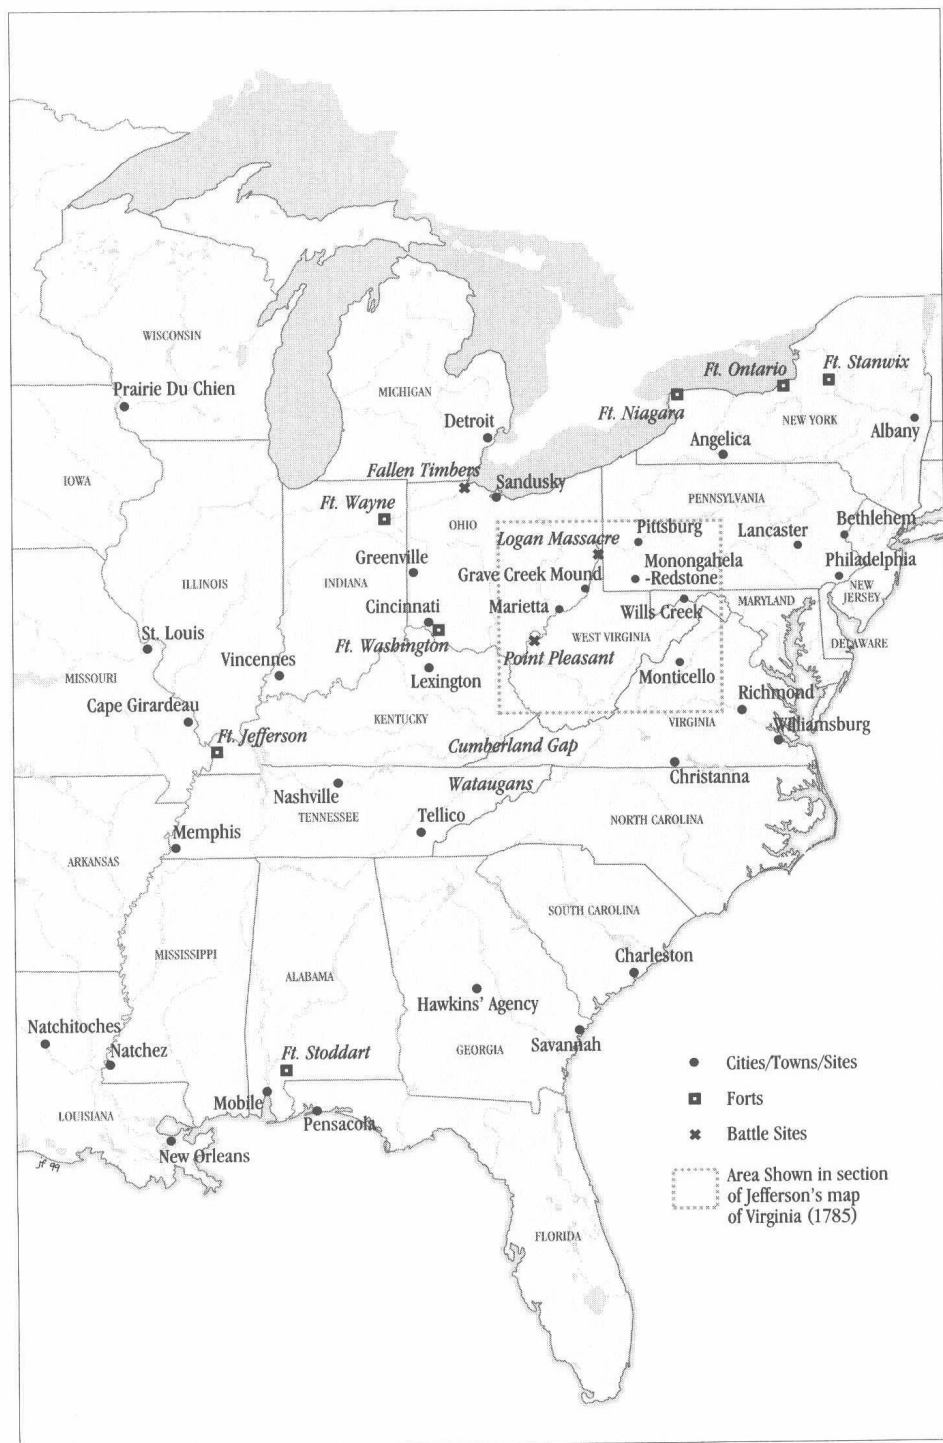 WISCONSIN
Prairie Du Chien
MICHIGAN
Detroit
Ft. Ontario
Ft. Stanwix
Ft. Niagara
NEW YORK
Albany
Angelica
IOWA
Fallen Timbers
Sandusky
Ft. Wayne
OHIO
PENNSYLVANIA
Bethlehem
Pittsburg
Lancaster
Logan Massacre
Philadelphia
Monongahela
-Redstone
Greenville
Grave Creek Mound
ILLINOIS
INDIANA
NEW
JERSEY
Cincinnati
Marietta
Wills Creek
MARYLAND
St. Louis
Ft. Washington
WEST VIRGINIA
DELAWARE
Point Pleasant
Vincennes
Lexington
Monticello
MISSOURI
Richmond
Cape Girardeau
KENTUCKY
VIRGINIA
Williamsburg
Ft. Jefferson
Cumberland Gap
Christanna
Nashville
Wataugans
TENNESSEE
Tellico
NORTH CAROLINA
Memphis
ARKANSAS
SOUTH CAROLINA
MISSISSIPPI
Charleston
ALABAMA
Hawkins' Agency
Natchitoches
Savannah
Natchez
Ft. Stoddart
GEORGIA
Mobile
LOUISIANA
Pensacola
New Orleans
FLORIDA
Cities/Towns/Sites
Forts
Battle Sites
Area Shown in section
of Jefferson's map
of Virginia (1785)